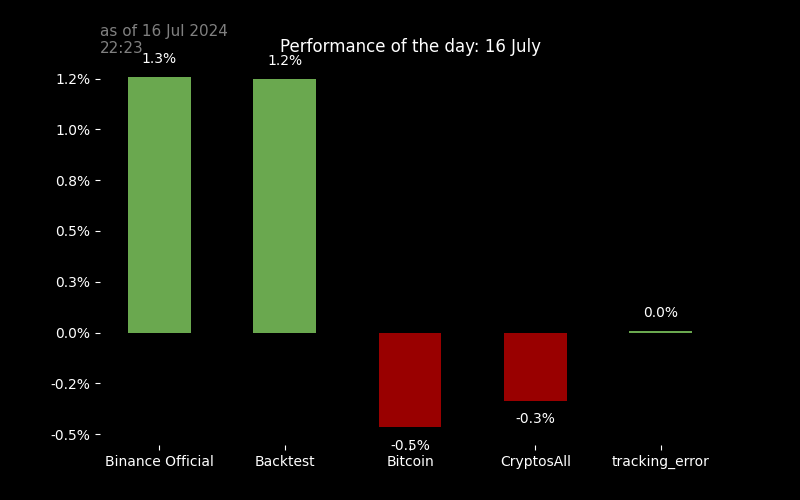 as of 16 Jul 2024
22:23
Performance of the day: 16 July
1.3%
1.2%
1.2%
1.0%
0.8%
0.5%
0.3%
0.0%
0.0%
-0.2%
-0.3%
-0.5%
-0.5%
Binance Official
Backtest
Bitcoin
CryptosAll
tracking_error